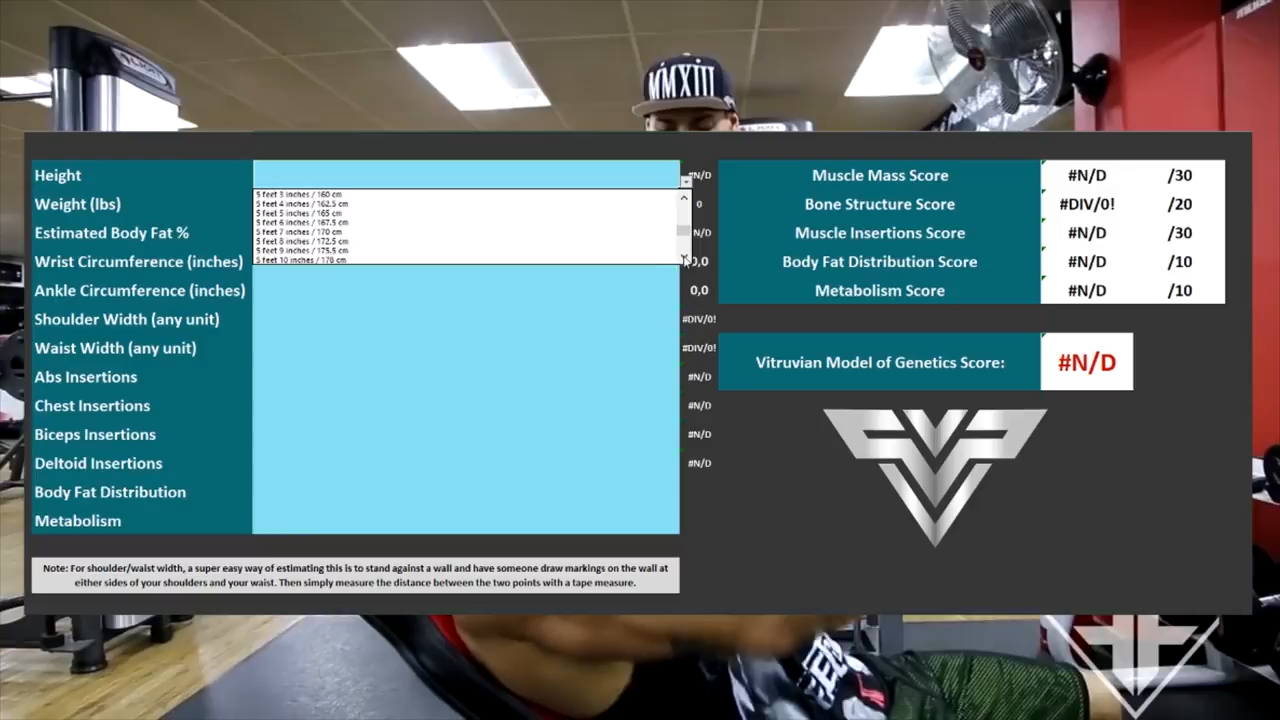 MMXIII
Height
#N/D
5 feet 3 inches / 160 cm
5 feet 4 inches / 162.5 cm
5 feet 5 inches / 165 cm
5 feet 6 inches / 167.5 cm
5 feet 7 inches / 170 cm
5 feet 8 inches / 172.5 cm
5 feet 9 inches / 175.5 cm
5 feet 10 inches / 178 cm
Weight (lbs)
0
Estimated Body Fat %
N/D
Wrist Circumference (inches)
0,0
Ankle Circumference (inches)
0,0
Shoulder Width (any unit)
#DIV/0!
Waist Width (any unit)
#DIV/0!
Abs Insertions
#N/D
Chest Insertions
#N/D
Biceps Insertions
#N/D
Deltoid Insertions
#N/D
Body Fat Distribution
Metabolism
Note: For shoulder/waist width, a super easy way of estimating this is to stand against a wall and have someone draw markings on the wall at
either sides of your shoulders and your waist. Then simply measure the distance between the two points with a tape measure.
Muscle Mass Score #N/D /30
Bone Structure Score #DIV/0! /20
Muscle Insertions Score #N/D /30
Body Fat Distribution Score #N/D /10
Metabolism Score #N/D /10
Vitruvian Model of Genetics Score: #N/D